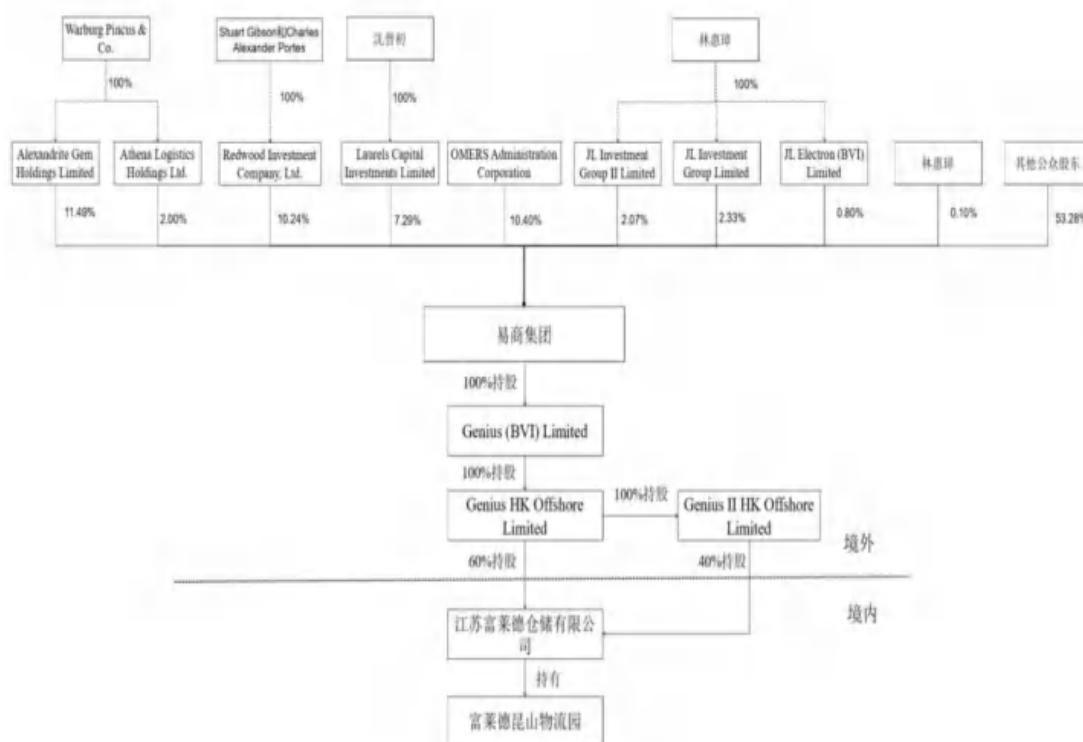 Warburg Pincus &
Co.
Stuart Gibson和Charles
Alexander Portes
林惠璋
100%
100%
100%
100%
Alexandrite Gem
Holdings Limited
Athena Logistics
Holdings Ltd.
Redwood Investment
Company, Ltd.
Laurels Capital
Investments Limited
OMERS Administration
Corporation
JL Investment
Group II Limited
JL Investment
Group Limited
JL Electron (BVI)
Limited
林惠璋
其他公众股东
11.49%
2.00%
10.24%
7.29%
10.40%
2.07%
2.33%
0.80%
0.10%
53.28%
易商集团
100%持股
Genius (BVI) Limited
100%持股
Genius HK Offshore
Limited
100%持股
Genius II HK Offshore
Limited
境外
60%持股
40%持股
境内
江苏富莱德仓储有限公
司
持有
富莱德昆山物流园